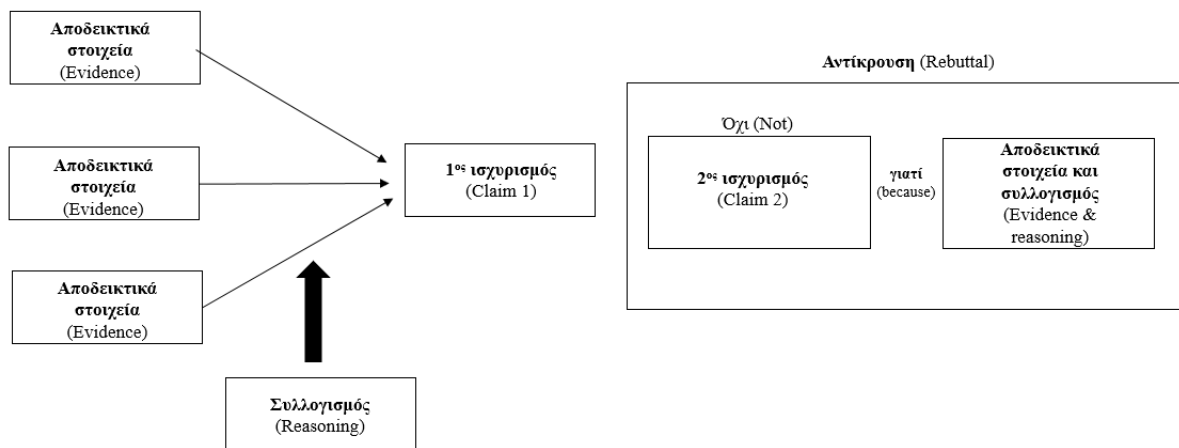 Αποδεικτικά
στοιχεία
(Evidence)
Αποδεικτικά
στοιχεία
(Evidence)
Αποδεικτικά
στοιχεία
(Evidence)
1ος ισχυρισμός
(Claim 1)
Συλλογισμός
(Reasoning)
Αντίκρουση (Rebuttal)
Όχι (Not)
2ος ισχυρισμός
(Claim 2)
γιατί
(because)
Αποδεικτικά
στοιχεία και
συλλογισμός
(Evidence &
reasoning)